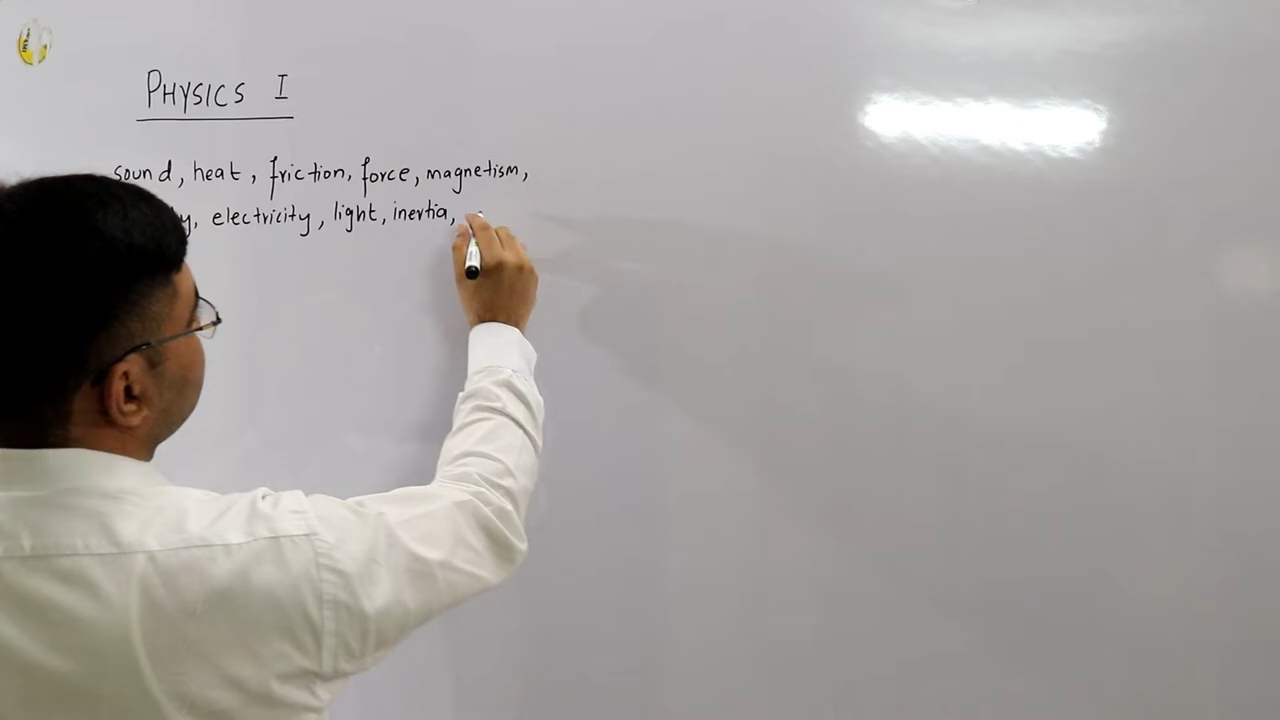 PHYSICS I
sound, heat, friction, force, magnetism,
electricity, light, inertia,